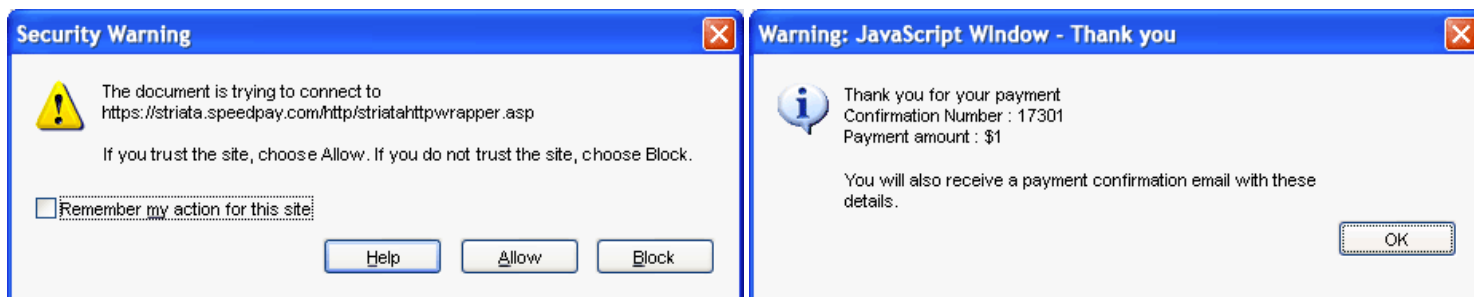 Security Warning
The document is trying to connect to
https://striata.speedpay.com/http/striatahttpwrapper.asp
If you trust the site, choose Allow. If you do not trust the site, choose Block.
Remember my action for this site
Help
Allow
Block
Warning: JavaScript WIndow - Thank you
Thank you for your payment
Confirmation Number : 17301
Payment amount : $1
You will also receive a payment confirmation email with these
details.
OK